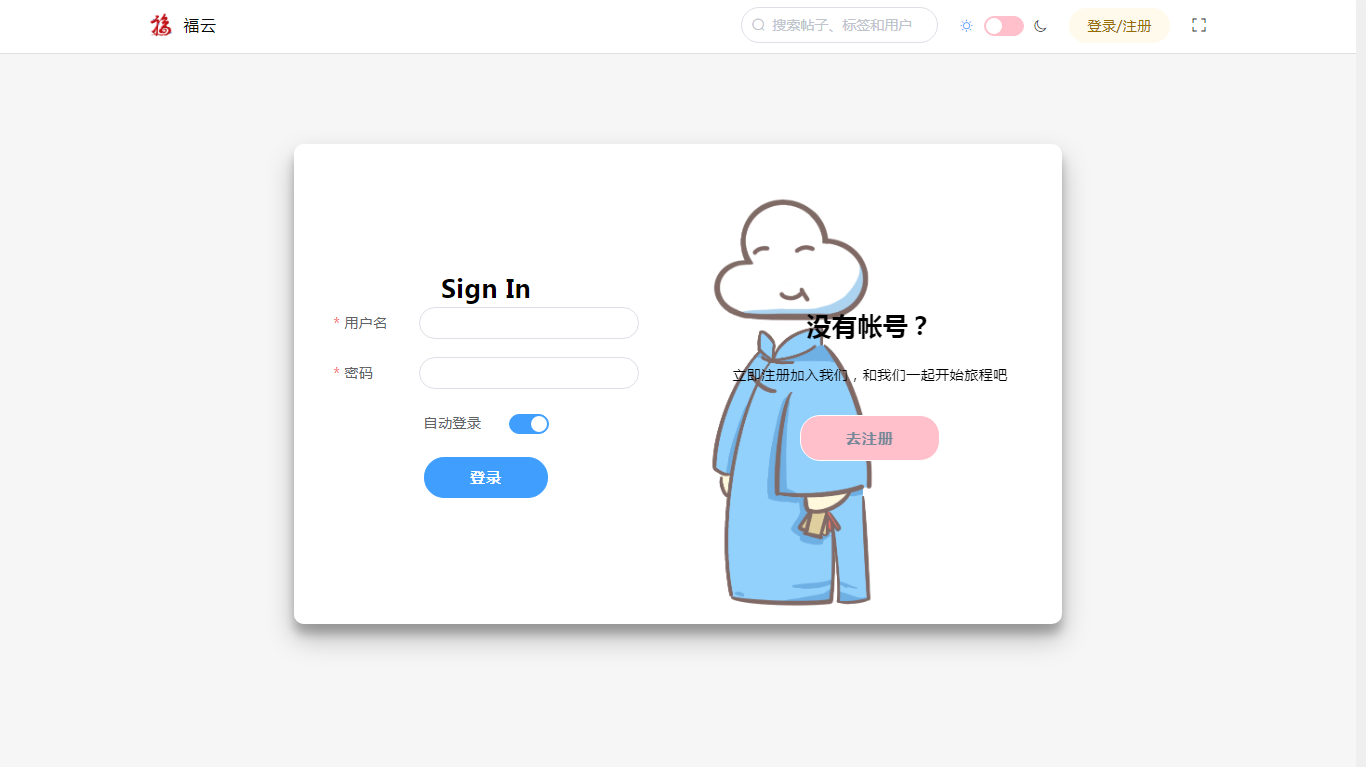 福 福云
搜索帖子、标签和用户
登录/注册
Sign In
* 用户名
* 密码
自动登录
登录
没有帐号？
立即注册加入我们，和我们一起开始旅程吧
去注册